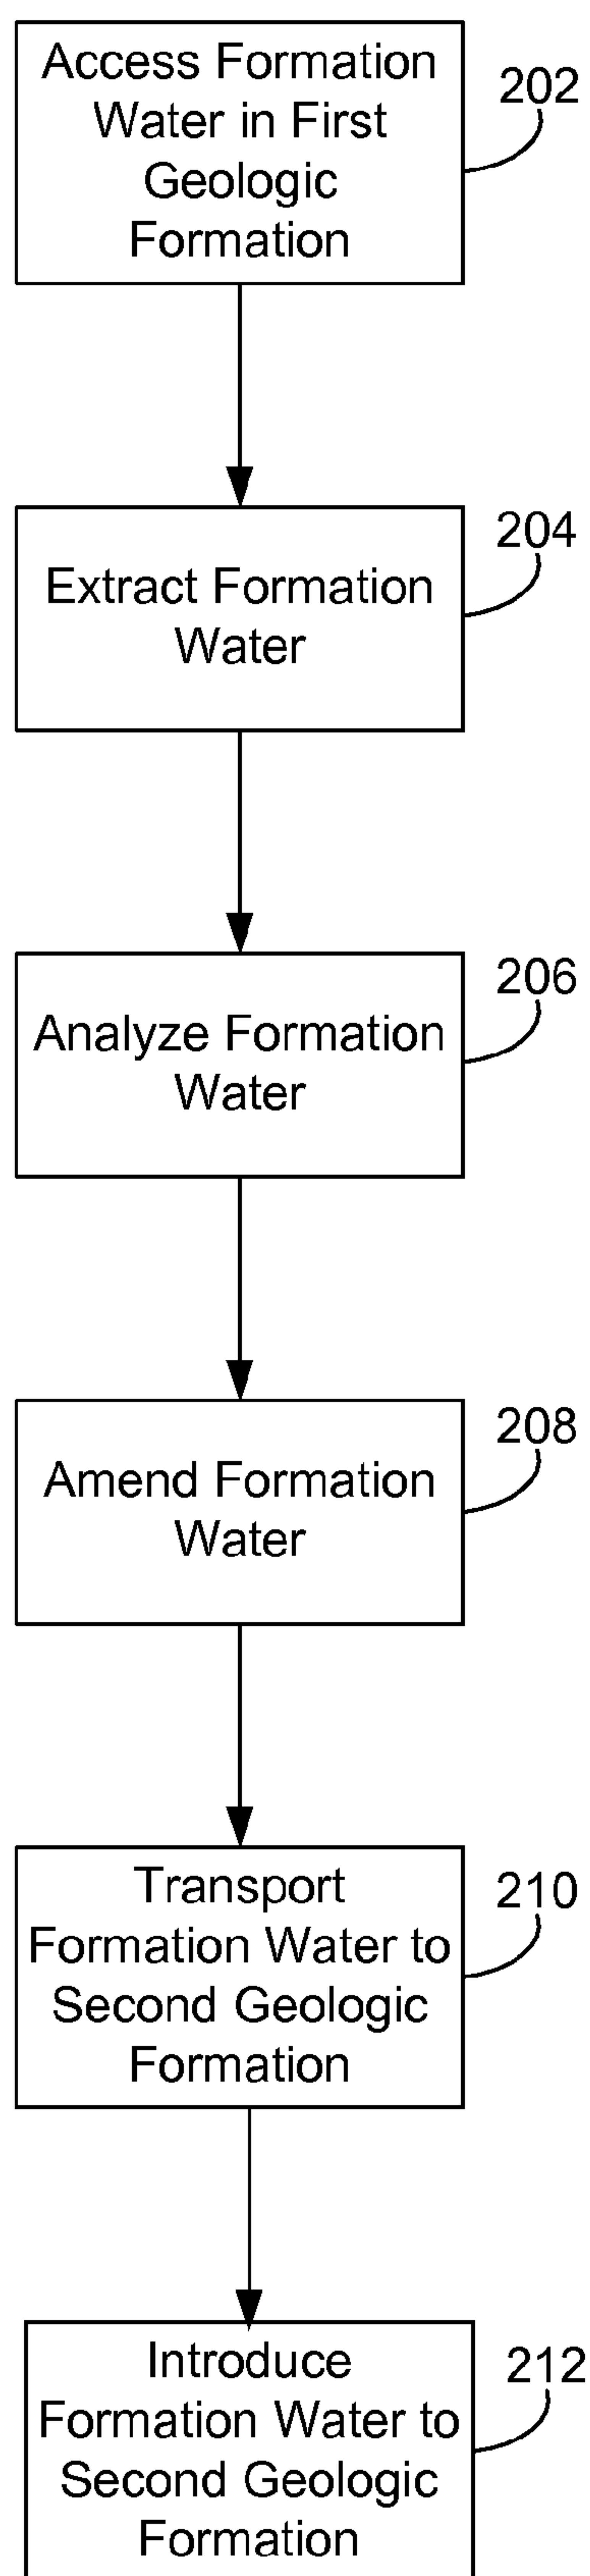 Access Formation
Water in First
Geologic
Formation
202
Extract Formation
Water
204
Analyze Formation
Water
206
Amend Formation
Water
208
Transport
Formation Water to
Second Geologic
Formation
210
Introduce
Formation Water to
Second Geologic
Formation
212